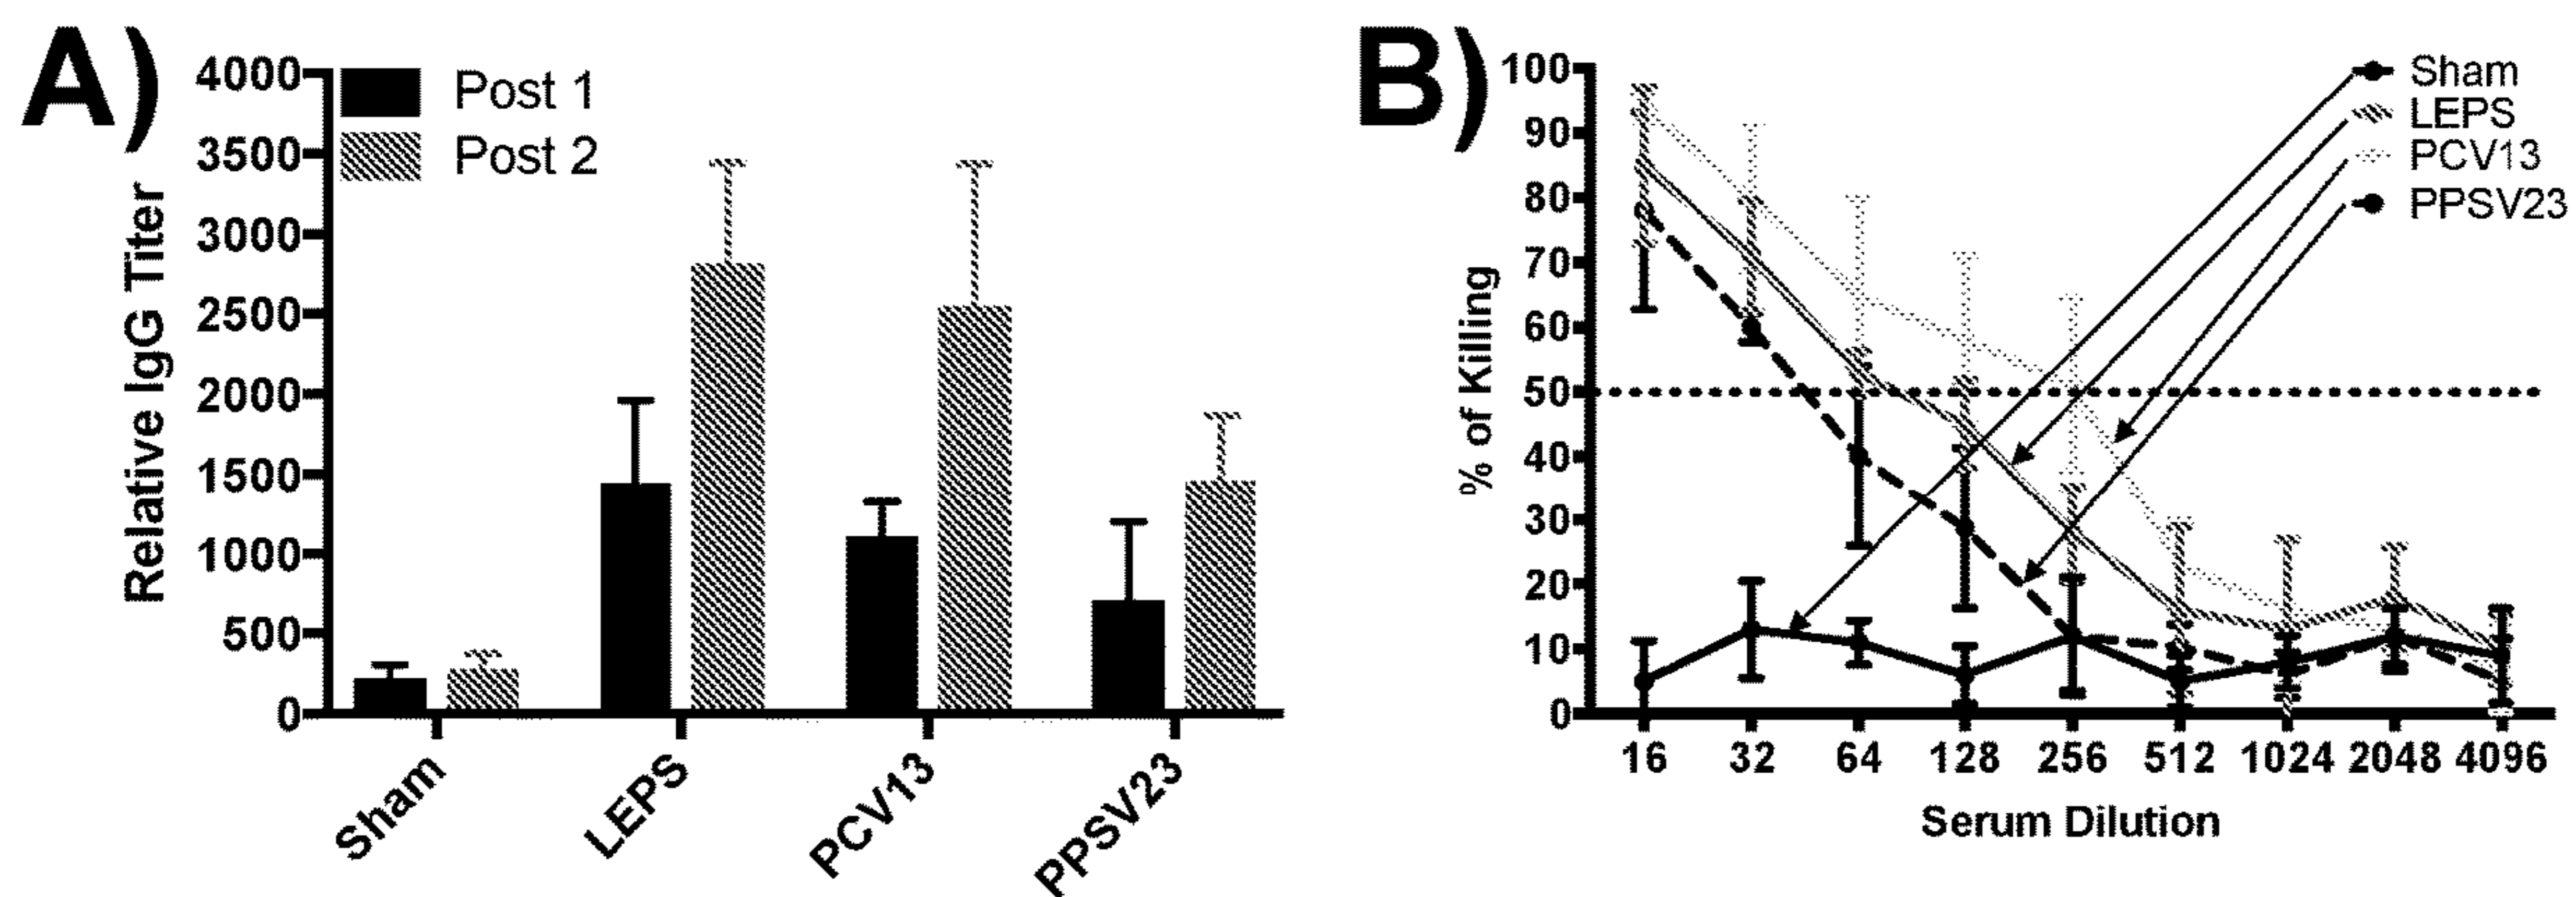 A)
Relative IgG Titer
4000
3500
3000
2500
2000
1500
1000
500
0
Post 1
Post 2
Sham
LEPS
PCV13
PPSV23
B)
% of Killing
100
90
80
70
60
50
40
30
20
10
0
Sham
LEPS
PCV13
PPSV23
16 32 64 128 256 512 1024 2048 4096
Serum Dilution